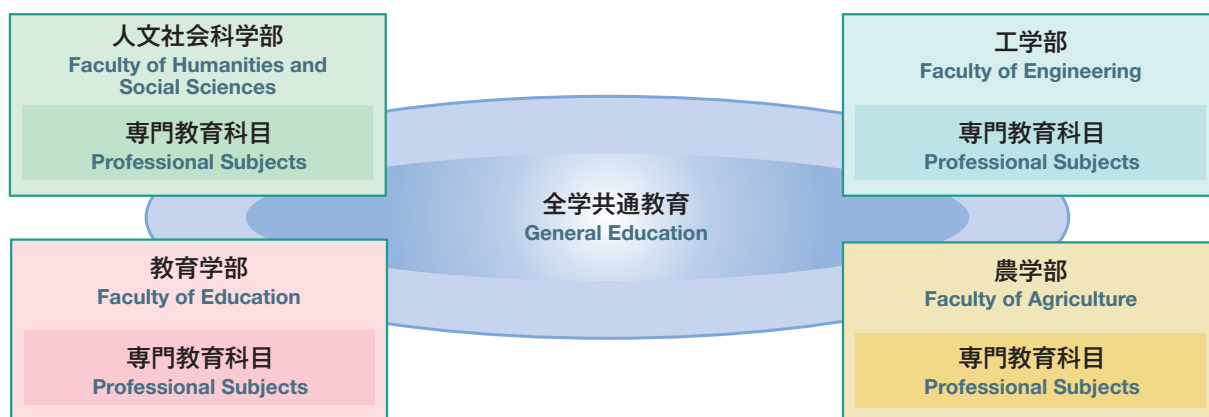 人文社会科学部
Faculty of Humanities and
Social Sciences
専門教育科目
Professional Subjects
工学部
Faculty of Engineering
専門教育科目
Professional Subjects
全学共通教育
General Education
教育学部
Faculty of Education
専門教育科目
Professional Subjects
農学部
Faculty of Agriculture
専門教育科目
Professional Subjects